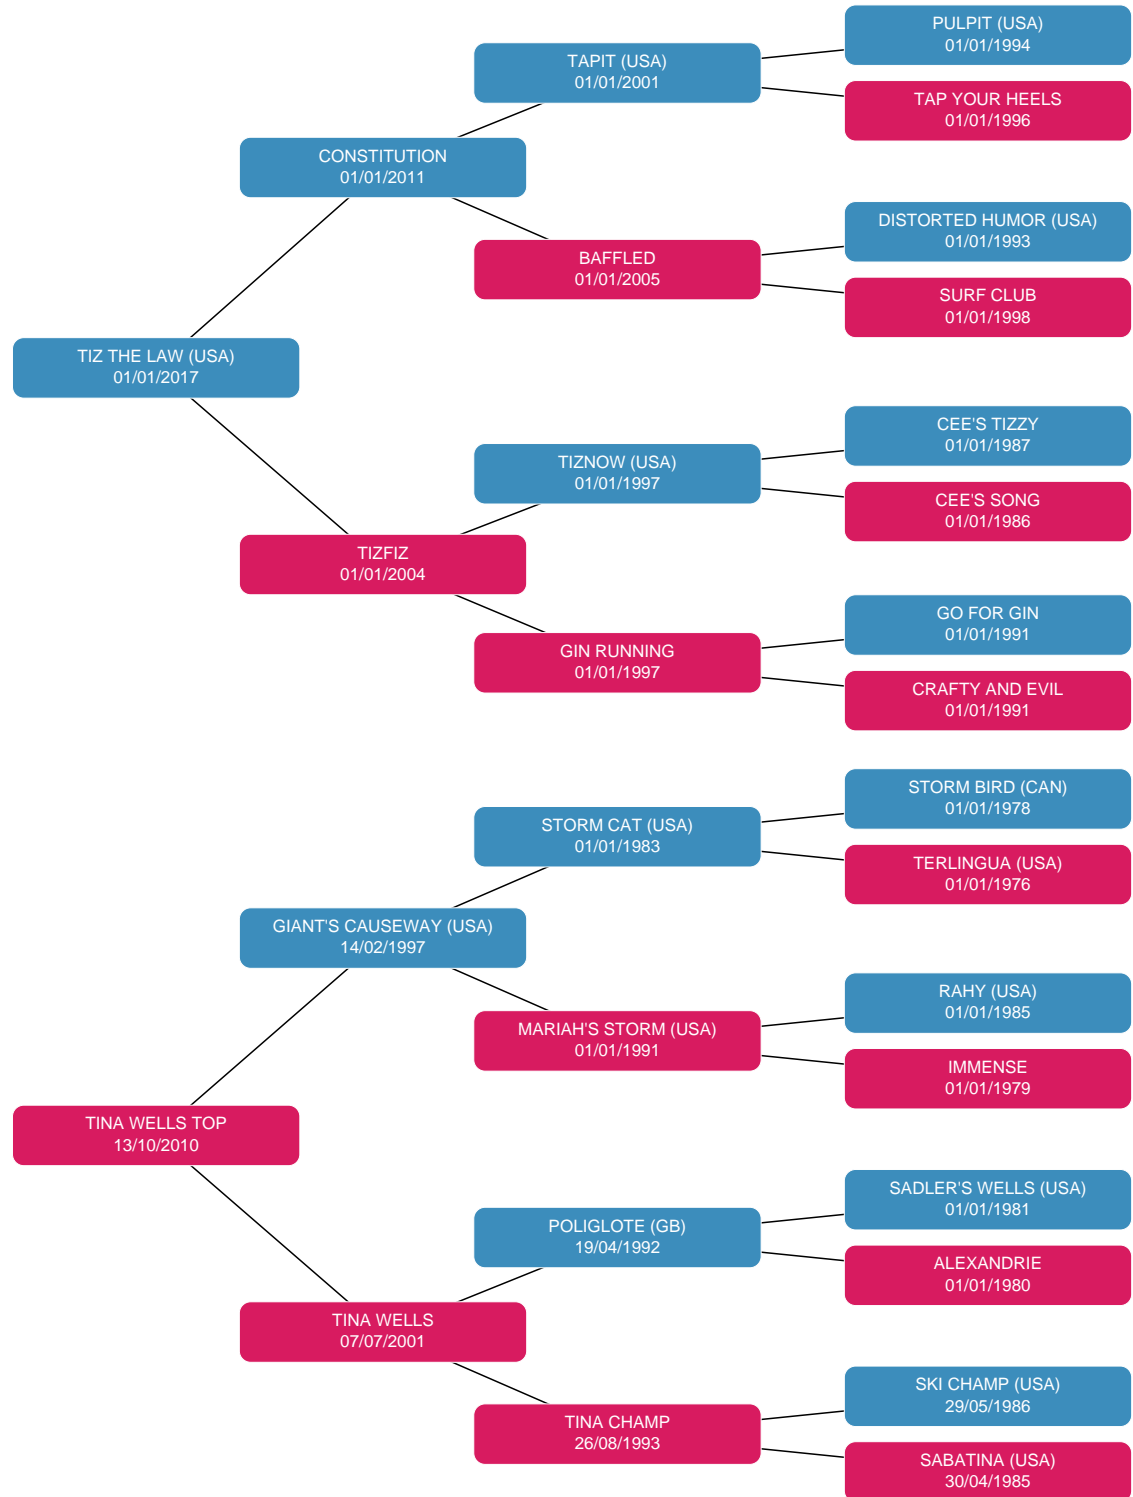 PULPIT (USA)
01/01/1994
TAPIT (USA)
01/01/2001
TAP YOUR HEELS
01/01/1996
CONSTITUTION
01/01/2011
DISTORTED HUMOR (USA)
01/01/1993
BAFFLED
01/01/2005
SURF CLUB
01/01/1998
TIZ THE LAW (USA)
01/01/2017
CEE'S TIZZY
01/01/1987
TIZNOW (USA)
01/01/1997
CEE'S SONG
01/01/1986
TIZFIZ
01/01/2004
GO FOR GIN
01/01/1991
GIN RUNNING
01/01/1997
CRAFTY AND EVIL
01/01/1991
STORM BIRD (CAN)
01/01/1978
STORM CAT (USA)
01/01/1983
TERLINGUA (USA)
01/01/1976
GIANT'S CAUSEWAY (USA)
14/02/1997
RAHY (USA)
01/01/1985
MARIAH'S STORM (USA)
01/01/1991
IMMENSE
01/01/1979
TINA WELLS TOP
13/10/2010
SADLER'S WELLS (USA)
01/01/1981
POLIGLOTE (GB)
19/04/1992
ALEXANDRIE
01/01/1980
TINA WELLS
07/07/2001
SKI CHAMP (USA)
29/05/1986
TINA CHAMP
26/08/1993
SABATINA (USA)
30/04/1985